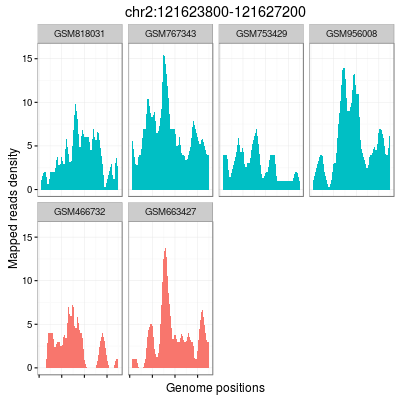 chr2:121623800-121627200
GSM818031 GSM767343 GSM753429 GSM956008
15
10
5
0
GSM466732 GSM663427
15
10
5
0
Mapped reads density
Genome positions